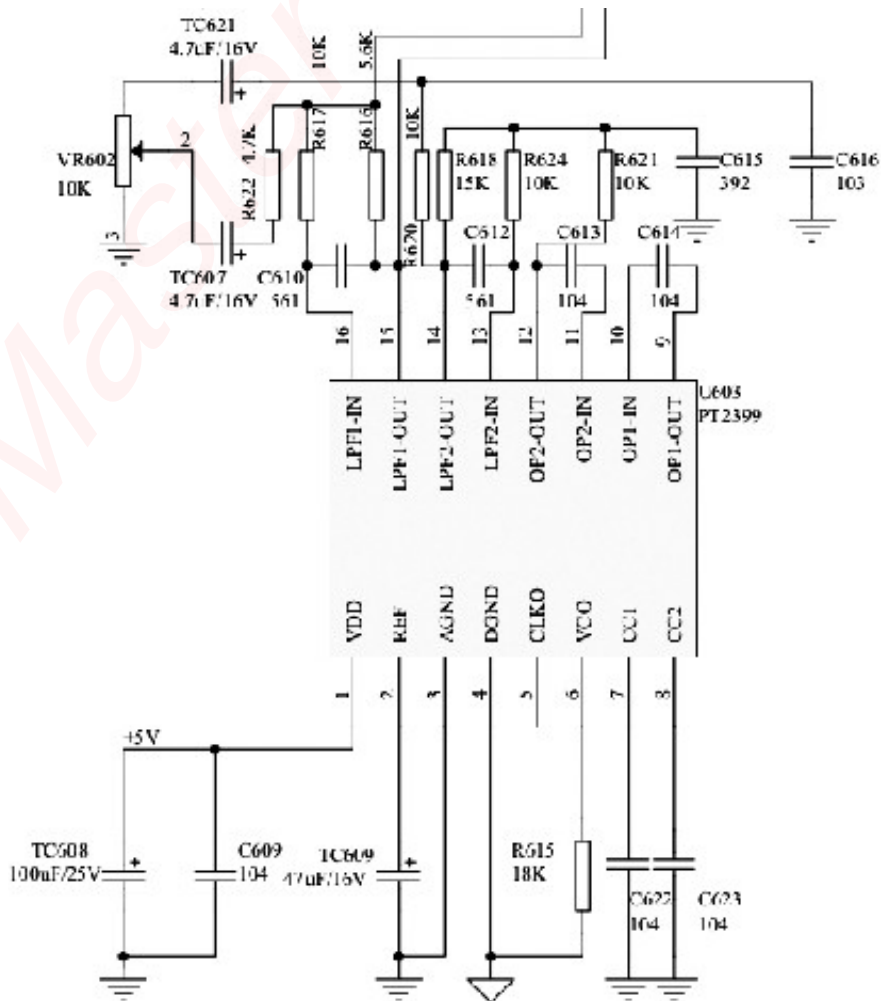 TC621
4.7uF/16V
10K
5.6K
R617
R616
4.7K
R622
10K
R620
VR602
10K
2
3
R618
15K
R624
10K
R621
10K
C615
392
C616
103
TC607
4.7uF/16V
C610
561
C612
561
C613
104
C614
104
16
15
14
13
12
11
10
9
U603
PT2399
LPF1-IN
LPF1-OUT
LPF2-OUT
LPF2-IN
OP2-OUT
OP2-IN
OP1-IN
OP1-OUT
VDD
REF
AGND
DGND
CLKO
VCO
CC1
CC2
1
2
3
4
5
6
7
8
+5V
TC608
100uF/25V
C609
104
TC609
47uF/16V
R615
18K
C622
104
C623
104
Master